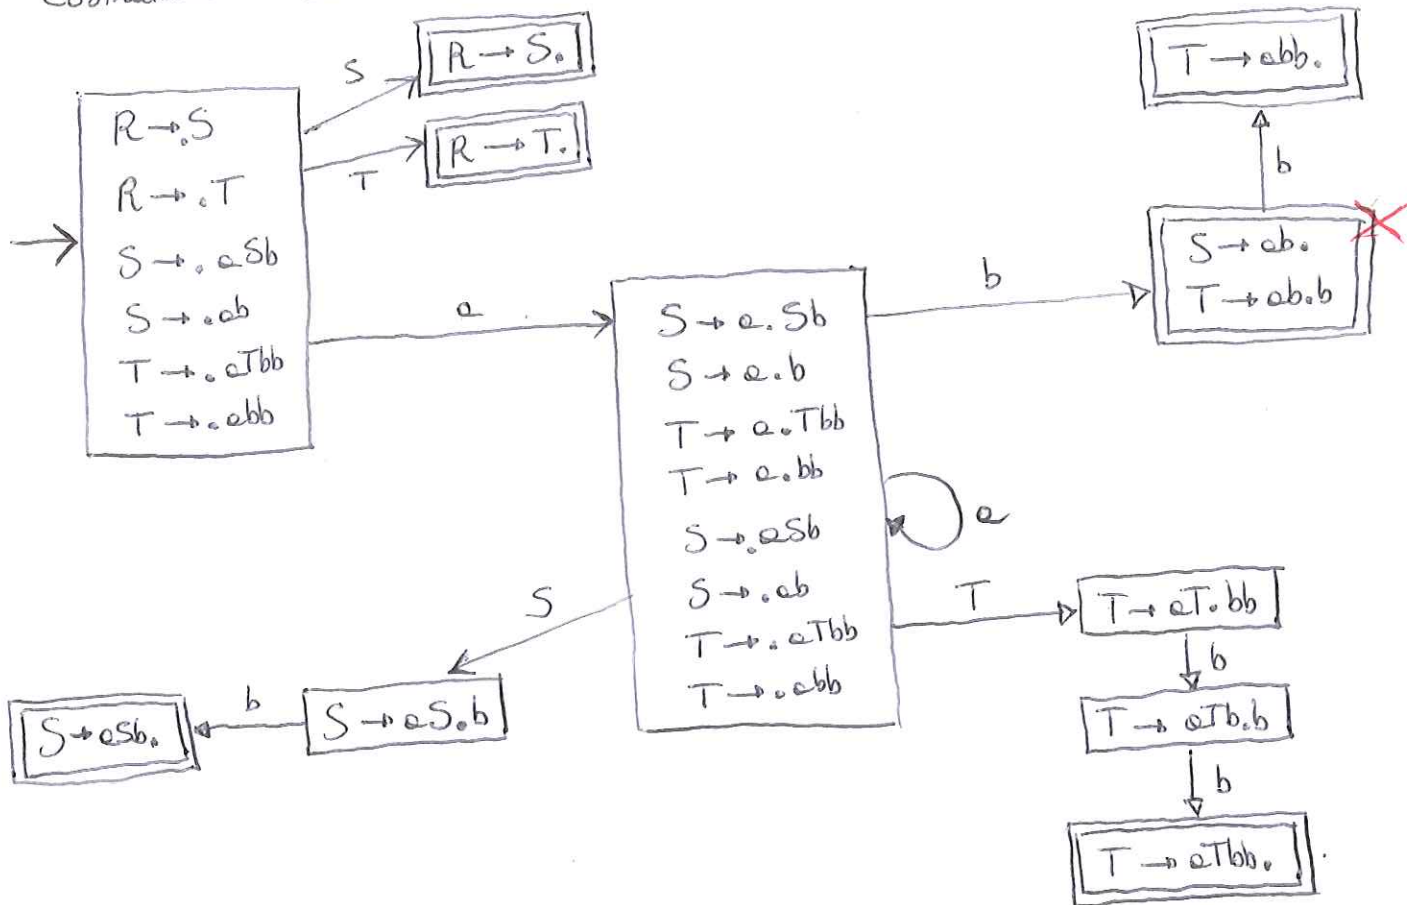 S
R → S.
T
R → T.
R → .S
R → .T
S → .aSb
S → .ab
T → .aTbb
T → .abb
a
S → a.Sb
S → a.b
T → a.Tbb
T → a.bb
S → .aSb
S → .ab
T → .aTbb
T → .abb
b
T → abb.
b
S → ab.
T → ab.b
a
T
T → aT.bb
b
T → aTb.b
b
T → aTbb.
S
S → aS.b
b
S → aSb.